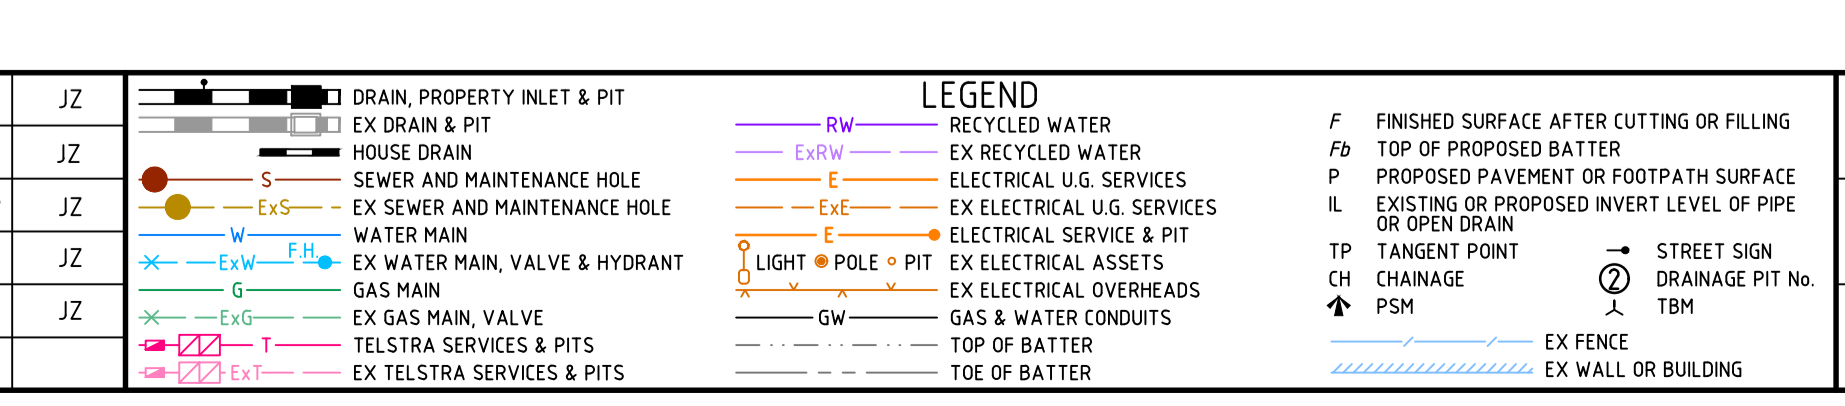 JZ
JZ
JZ
JZ
JZ
DRAIN, PROPERTY INLET & PIT
EX DRAIN & PIT
HOUSE DRAIN
S SEWER AND MAINTENANCE HOLE
ExS EX SEWER AND MAINTENANCE HOLE
W WATER MAIN
ExW F.H. EX WATER MAIN, VALVE & HYDRANT
G GAS MAIN
ExG EX GAS MAIN, VALVE
T TELSTRA SERVICES & PITS
ExT EX TELSTRA SERVICES & PITS
LEGEND
RW RECYCLED WATER
ExRW EX RECYCLED WATER
E ELECTRICAL U.G. SERVICES
ExE EX ELECTRICAL U.G. SERVICES
E ELECTRICAL SERVICE & PIT
LIGHT POLE PIT EX ELECTRICAL ASSETS
EX ELECTRICAL OVERHEADS
GW GAS & WATER CONDUITS
TOP OF BATTER
TOE OF BATTER
F FINISHED SURFACE AFTER CUTTING OR FILLING
Fb TOP OF PROPOSED BATTER
P PROPOSED PAVEMENT OR FOOTPATH SURFACE
IL EXISTING OR PROPOSED INVERT LEVEL OF PIPE
OR OPEN DRAIN
TP TANGENT POINT
STREET SIGN
CH CHAINAGE
2 DRAINAGE PIT No.
PSM
TBM
EX FENCE
EX WALL OR BUILDING